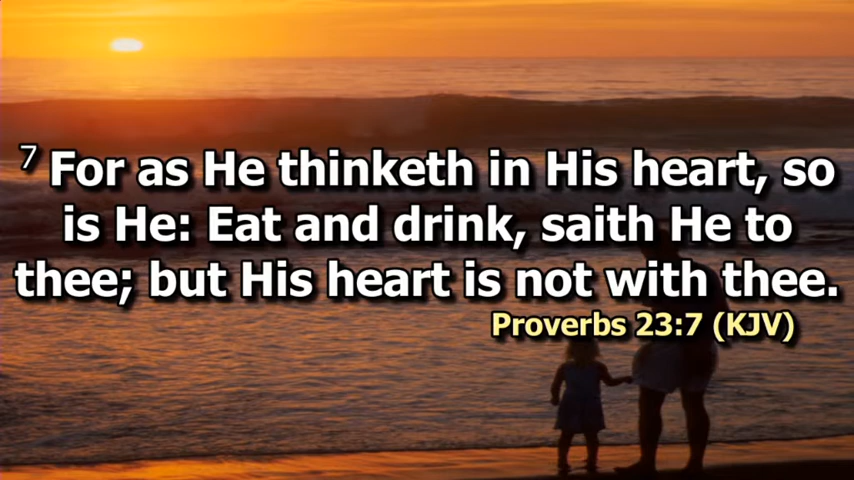 7 For as He thinketh in His heart, so
is He: Eat and drink, saith He to
thee; but His heart is not with thee.
Proverbs 23:7 (KJV)